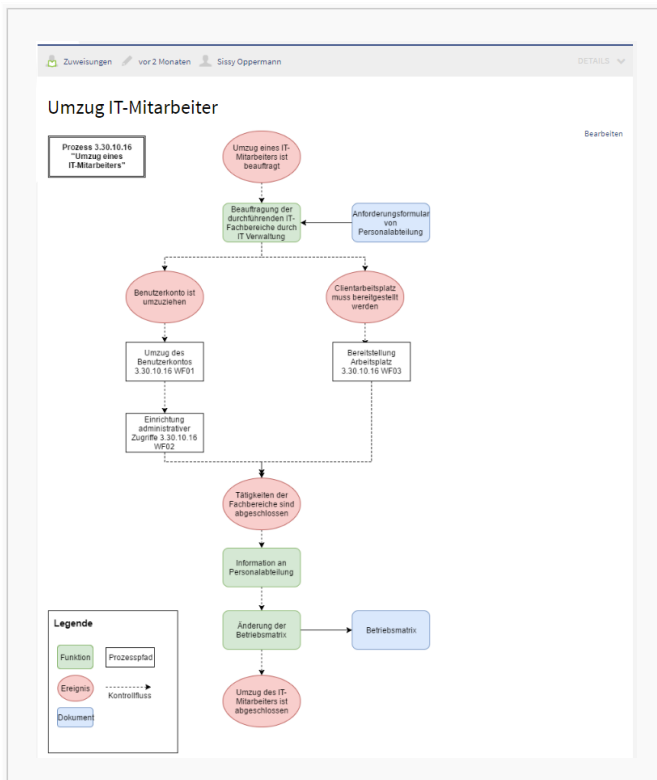 Zuweisungen vor 2 Monaten Sissy Oppermann DETAILS
Umzug IT-Mitarbeiter
Bearbeiten
Prozess 3.30.10.16
"Umzug eines
IT-Mitarbeiters"
Umzug eines IT-
Mitarbeiters ist
beauftragt
Beauftragung der
durchführenden IT-
Fachbereiche durch
IT Verwaltung
Anforderungsformular
von
Personalabteilung
Benutzerkonto ist
umzuziehen
Clientarbeitsplatz
muss bereitgestellt
werden
Umzug des
Benutzerkontos
3.30.10.16 WF01
Bereitstellung
Arbeitsplatz
3.30.10.16 WF03
Einrichtung
administrativer
Zugriffe 3.30.10.16
WF02
Tätigkeiten der
Fachbereiche sind
abgeschlossen
Information an
Personalabteilung
Änderung der
Betriebsmatrix
Betriebsmatrix
Umzug des IT-
Mitarbeiters ist
abgeschlossen
Legende
Funktion
Prozesspfad
Ereignis
Kontrollfluss
Dokument